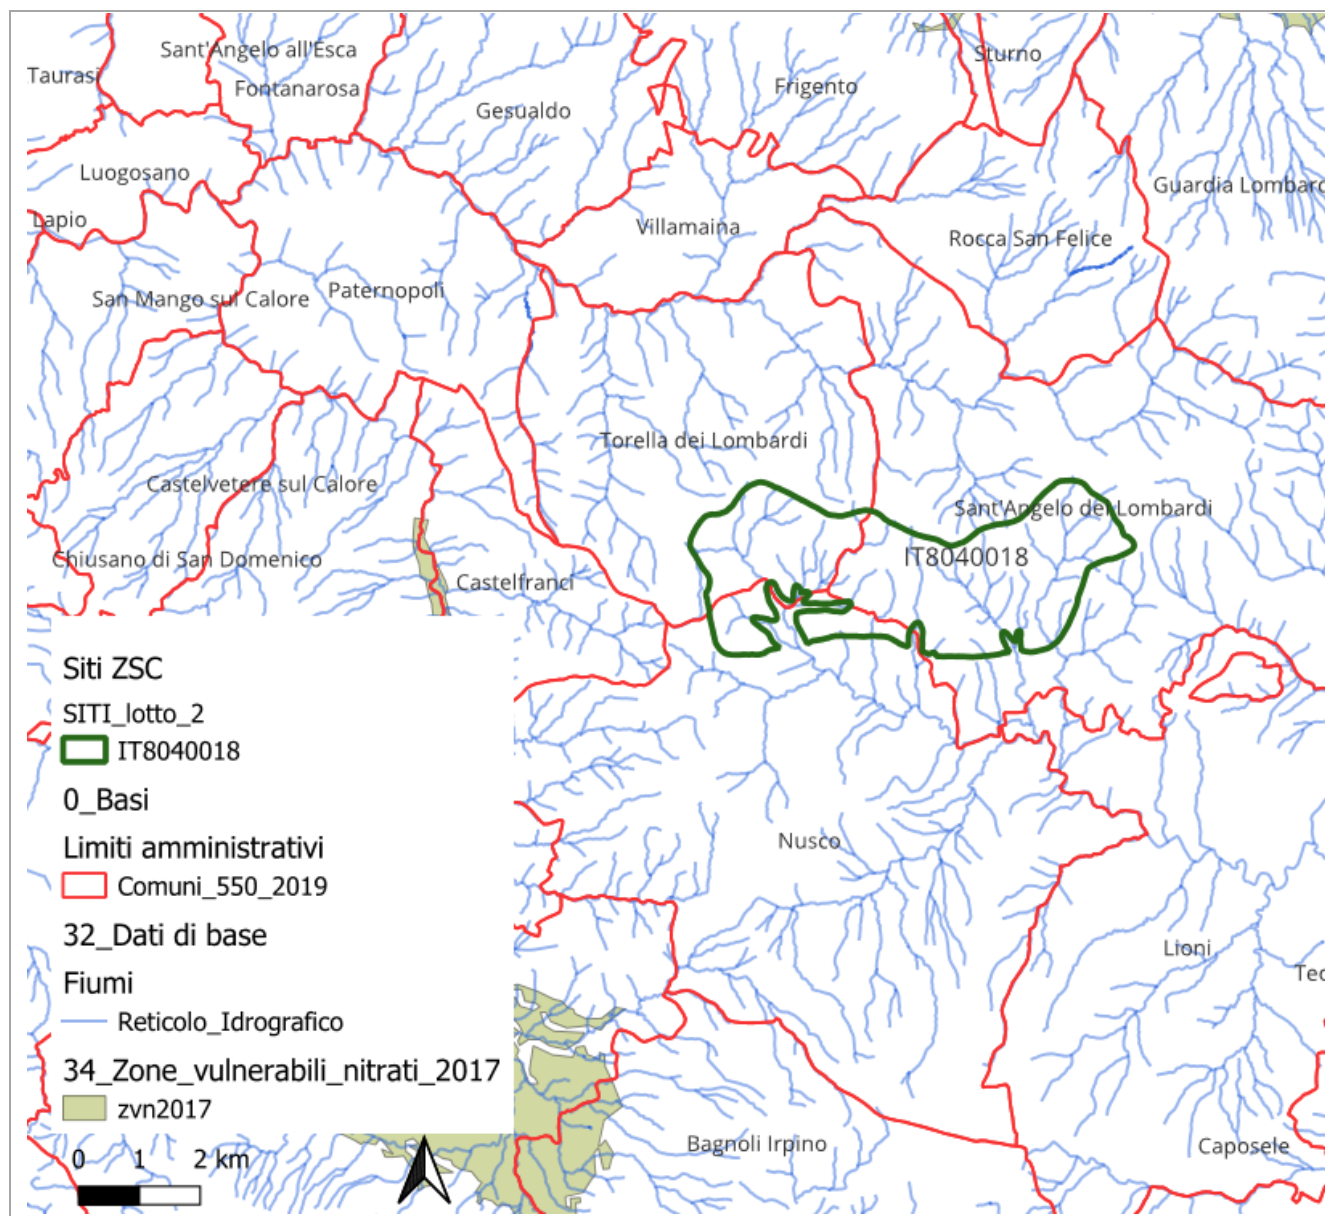 Sant'Angelo all'Esca
Sturno
Taurasi
Fontanarosa
Frigento
Gesualdo
Luogosano
Guardia Lombard
Lapio
Villamaina
Rocca San Felice
San Mango sul Calore
Paternopoli
Torella dei Lombardi
Castelvetere sul Calore
Sant'Angelo dei Lombardi
Chiusano di San Domenico
IT8040018
Castelfranci
Siti ZSC
SITI_lotto_2
IT8040018
0_Basi
Limiti amministrativi
Comuni_550_2019
32_Dati di base
Fiumi
Reticolo_Idrografico
34_Zone_vulnerabili_nitrati_2017
zvn2017
0 1 2 km
Nusco
Lioni
Teo
Bagnoli Irpino
Caposele